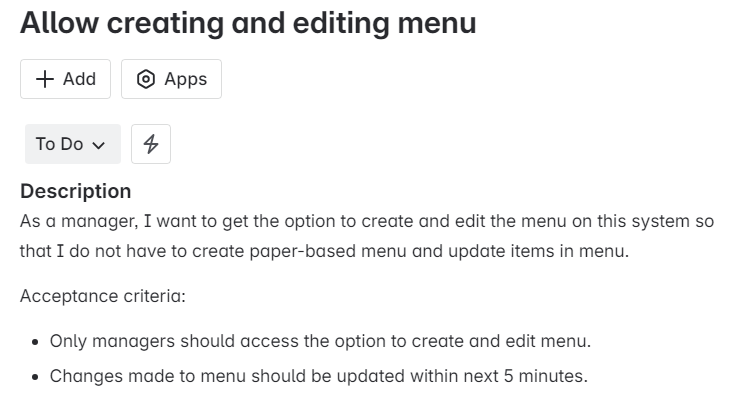 Allow creating and editing menu
Add Apps
To Do
Description
As a manager, I want to get the option to create and edit the menu on this system so
that I do not have to create paper-based menu and update items in menu.
Acceptance criteria:
• Only managers should access the option to create and edit menu.
• Changes made to menu should be updated within next 5 minutes.